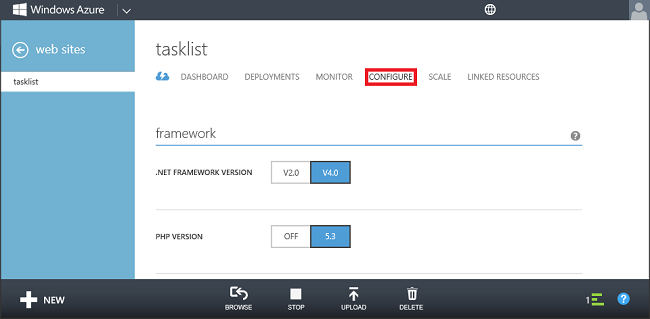 Windows Azure
web sites
tasklist
tasklist
DASHBOARD DEPLOYMENTS MONITOR CONFIGURE SCALE LINKED RESOURCES
framework
?
.NET FRAMEWORK VERSION V2.0 V4.0
PHP VERSION OFF 5.3
NEW BROWSE STOP UPLOAD DELETE 1 ?